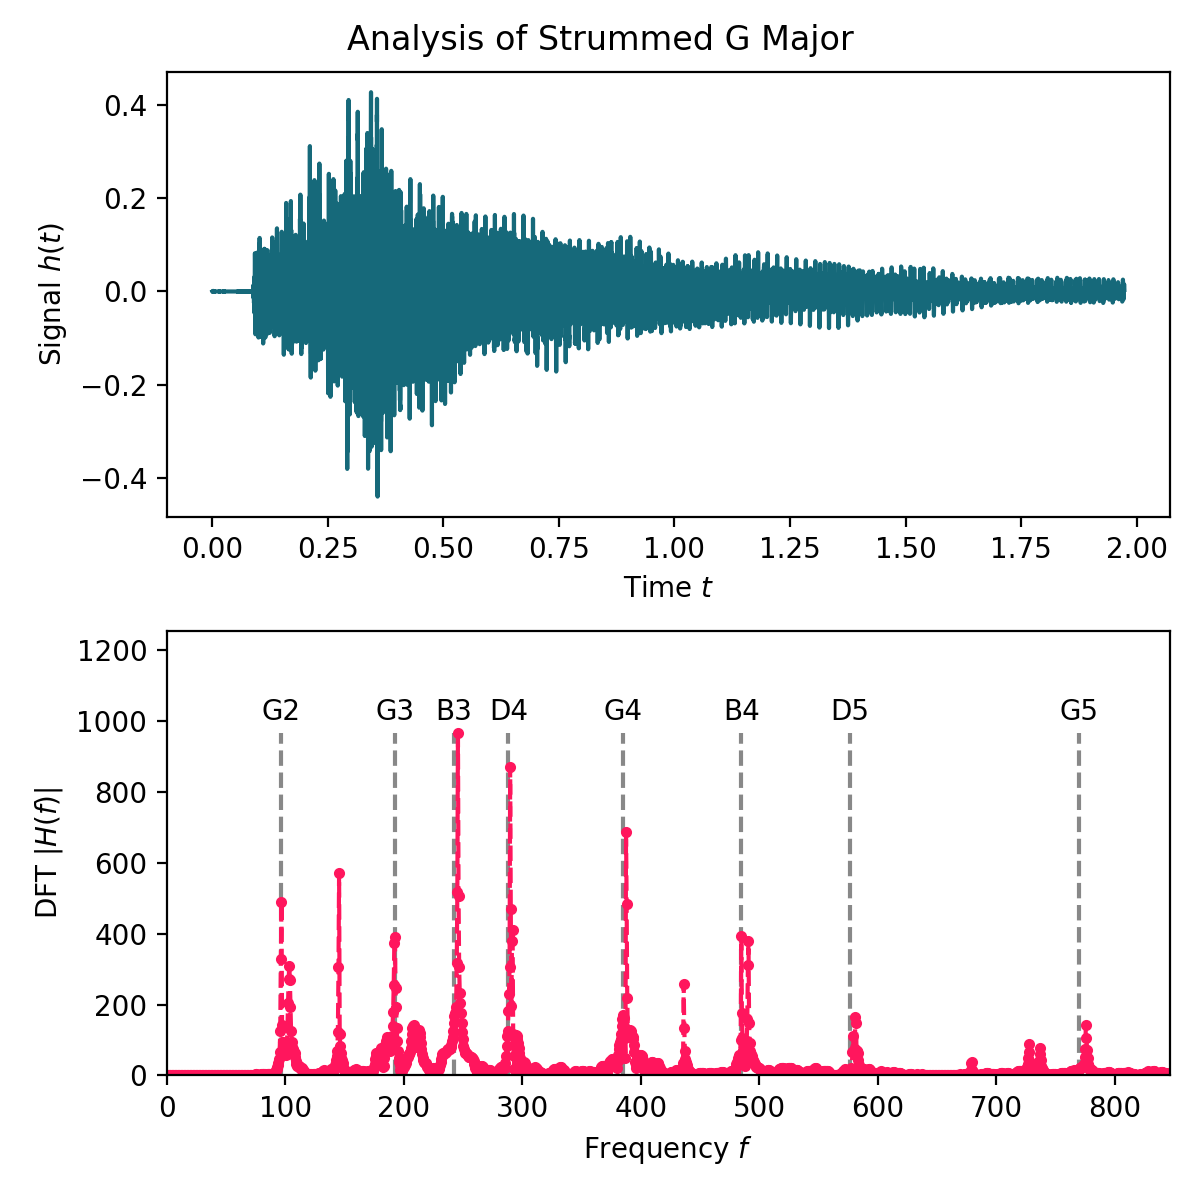 Analysis of Strummed G Major
Signal h(t)
0.4
0.2
0.0
−0.2
−0.4
0.00 0.25 0.50 0.75 1.00 1.25 1.50 1.75 2.00
Time t
DFT |H(f)|
1200
1000
800
600
400
200
0
G2 G3 B3 D4 G4 B4 D5 G5
0 100 200 300 400 500 600 700 800
Frequency f